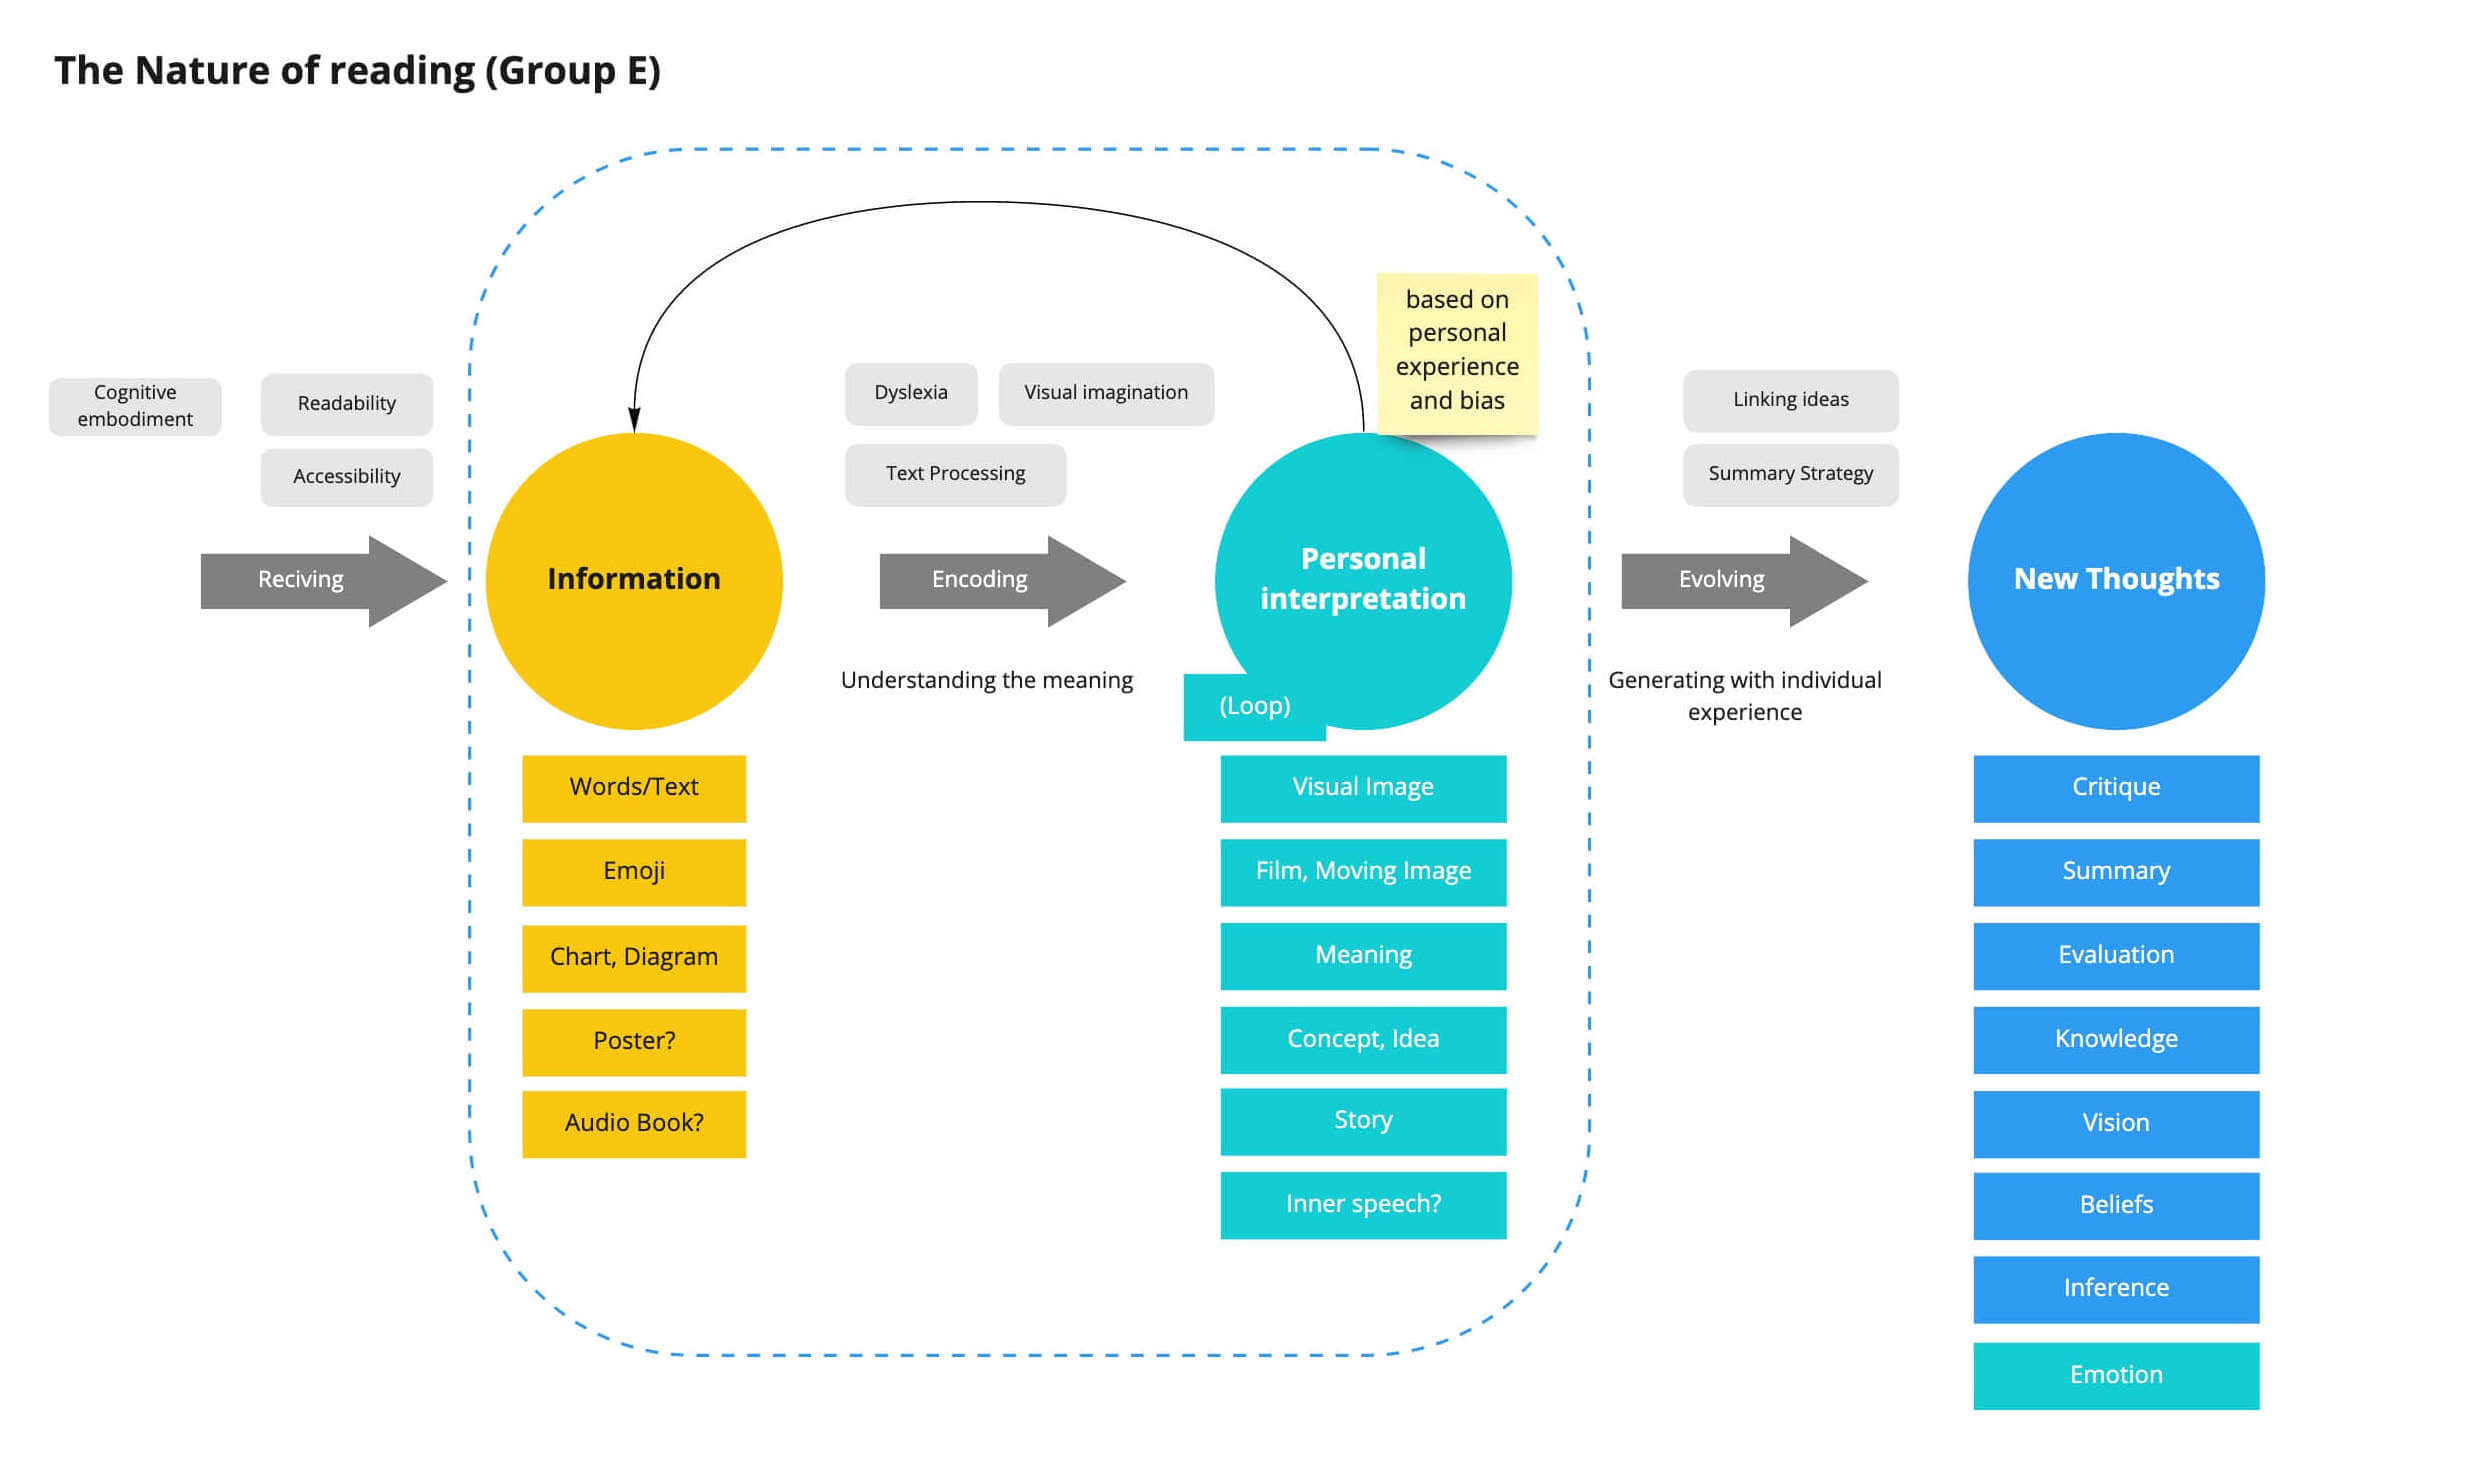 The Nature of reading (Group E)
based on
personal
experience
and bias
Cognitive
embodiment
Readability
Accessibility
Dyslexia
Visual imagination
Text Processing
Linking ideas
Summary Strategy
Reciving
Information
Encoding
Personal
interpretation
Evolving
New Thoughts
Understanding the meaning
(Loop)
Generating with individual
experience
Words/Text
Emoji
Chart, Diagram
Poster?
Audio Book?
Visual Image
Film, Moving Image
Meaning
Concept, Idea
Story
Inner speech?
Critique
Summary
Evaluation
Knowledge
Vision
Beliefs
Inference
Emotion